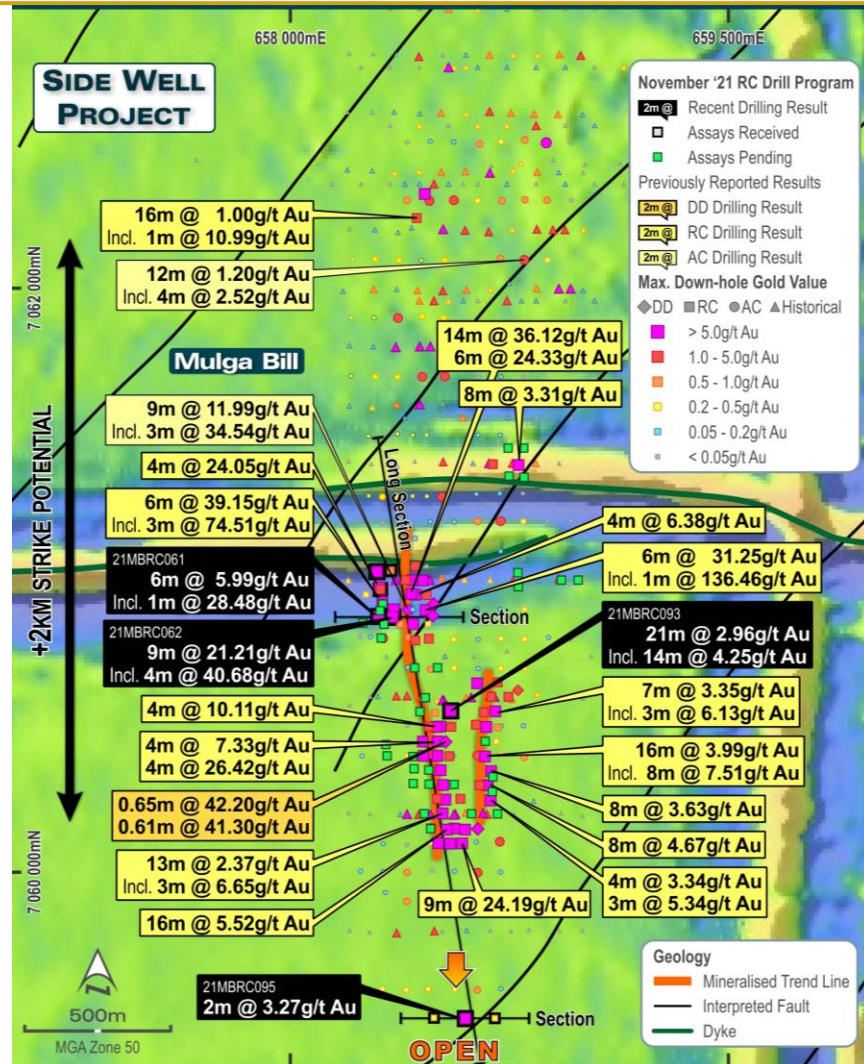 658 000mE
659 500mE
SIDE WELL
PROJECT
November '21 RC Drill Program
2m @ Recent Drilling Result
Assays Received
Assays Pending
Previously Reported Results
2m @ DD Drilling Result
2m @ RC Drilling Result
2m @ AC Drilling Result
Max. Down-hole Gold Value
DD RC AC Historical
> 5.0g/t Au
1.0 - 5.0g/t Au
0.5 - 1.0g/t Au
0.2 - 0.5g/t Au
0.05 - 0.2g/t Au
< 0.05g/t Au
16m @ 1.00g/t Au
Incl. 1m @ 10.99g/t Au
12m @ 1.20g/t Au
Incl. 4m @ 2.52g/t Au
7 062 000mN
14m @ 36.12g/t Au
6m @ 24.33g/t Au
Mulga Bill
8m @ 3.31g/t Au
9m @ 11.99g/t Au
Incl. 3m @ 34.54g/t Au
4m @ 24.05g/t Au
Long Section
6m @ 39.15g/t Au
Incl. 3m @ 74.51g/t Au
4m @ 6.38g/t Au
+2KM STRIKE POTENTIAL
21MBRC061
6m @ 5.99g/t Au
Incl. 1m @ 28.48g/t Au
6m @ 31.25g/t Au
Incl. 1m @ 136.46g/t Au
Section
21MBRC062
9m @ 21.21g/t Au
Incl. 4m @ 40.68g/t Au
21MBRC093
21m @ 2.96g/t Au
Incl. 14m @ 4.25g/t Au
4m @ 10.11g/t Au
7m @ 3.35g/t Au
Incl. 3m @ 6.13g/t Au
4m @ 7.33g/t Au
4m @ 26.42g/t Au
16m @ 3.99g/t Au
Incl. 8m @ 7.51g/t Au
0.65m @ 42.20g/t Au
0.61m @ 41.30g/t Au
8m @ 3.63g/t Au
8m @ 4.67g/t Au
7 060 000mN
13m @ 2.37g/t Au
Incl. 3m @ 6.65g/t Au
4m @ 3.34g/t Au
3m @ 5.34g/t Au
16m @ 5.52g/t Au
9m @ 24.19g/t Au
Geology
Mineralised Trend Line
Interpreted Fault
Dyke
21MBRC095
2m @ 3.27g/t Au
500m
MGA Zone 50
Section
OPEN